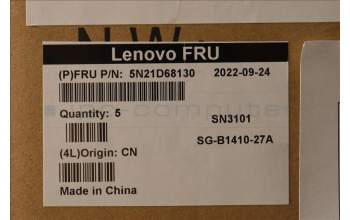 Lenovo FRU
(P)FRU P/N: 5N21D68130 2022-09-24
Quantity: 5
SN3101
SG-B1410-27A
(4L)Origin: CN
Made in China